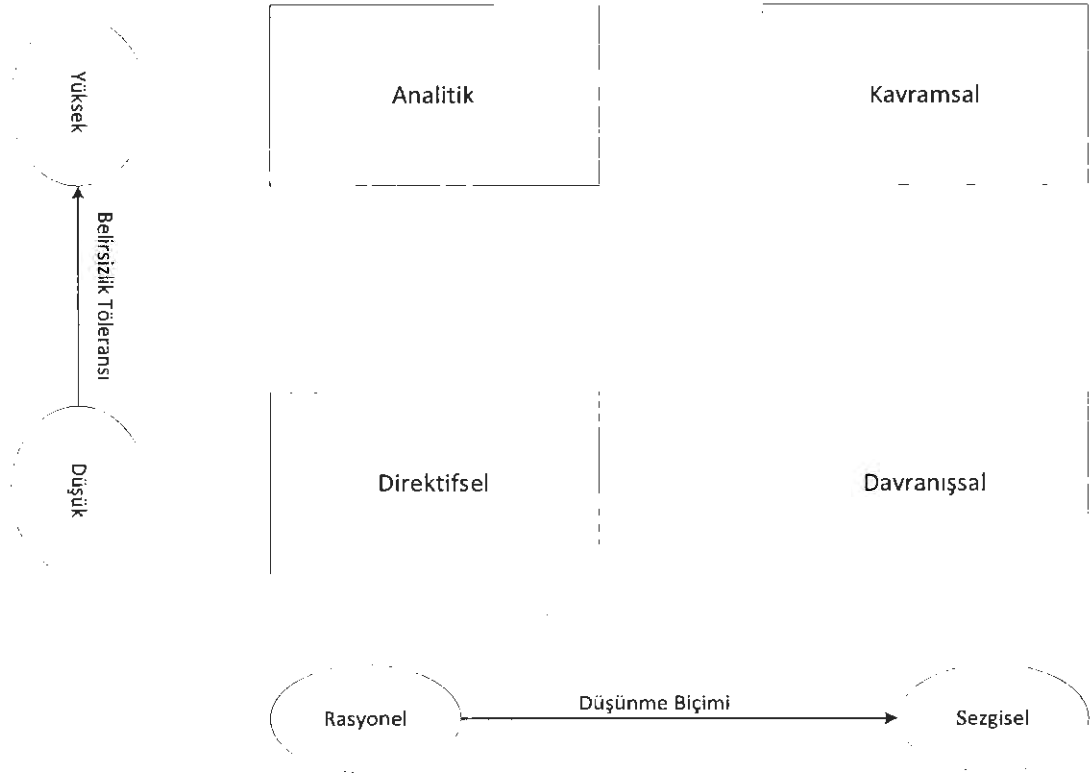 Yüksek
Analitik
Kavramsal
Belirsizlik Töleransı
Düşük
Direktifsel
Davranışsal
Rasyonel
Düşünme Biçimi
Sezgisel